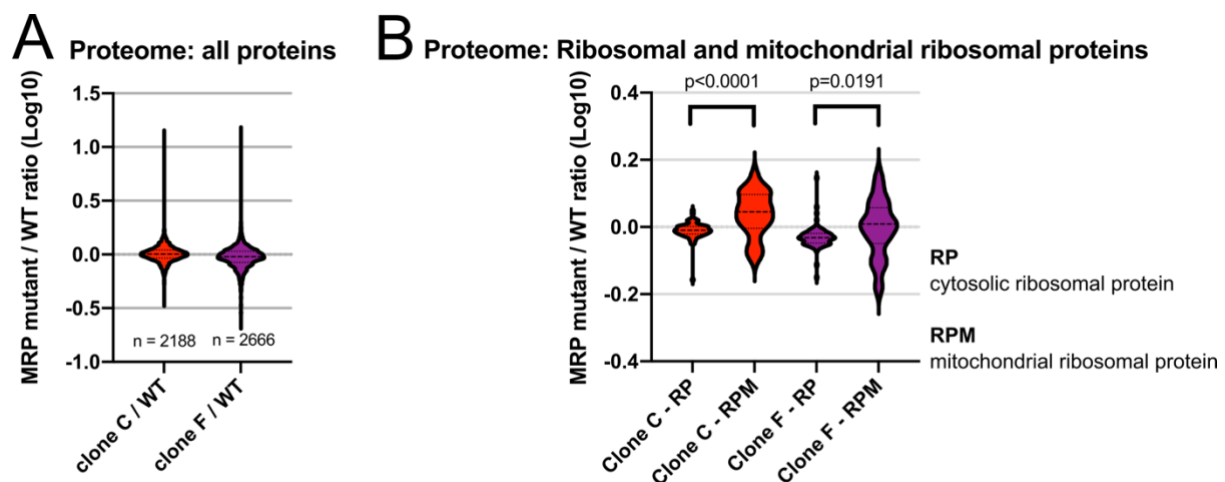 A Proteome: all proteins
MRP mutant / WT ratio (Log10)
1.5
1.0
0.5
0.0
-0.5
-1.0
n = 2188 n = 2666
clone C / WT
clone F / WT
B Proteome: Ribosomal and mitochondrial ribosomal proteins
MRP mutant / WT ratio (Log10)
p<0.0001 p=0.0191
0.4
0.2
0.0
-0.2
-0.4
Clone C - RP
Clone C - RPM
Clone F - RP
Clone F - RPM
RP
cytosolic ribosomal protein
RPM
mitochondrial ribosomal protein